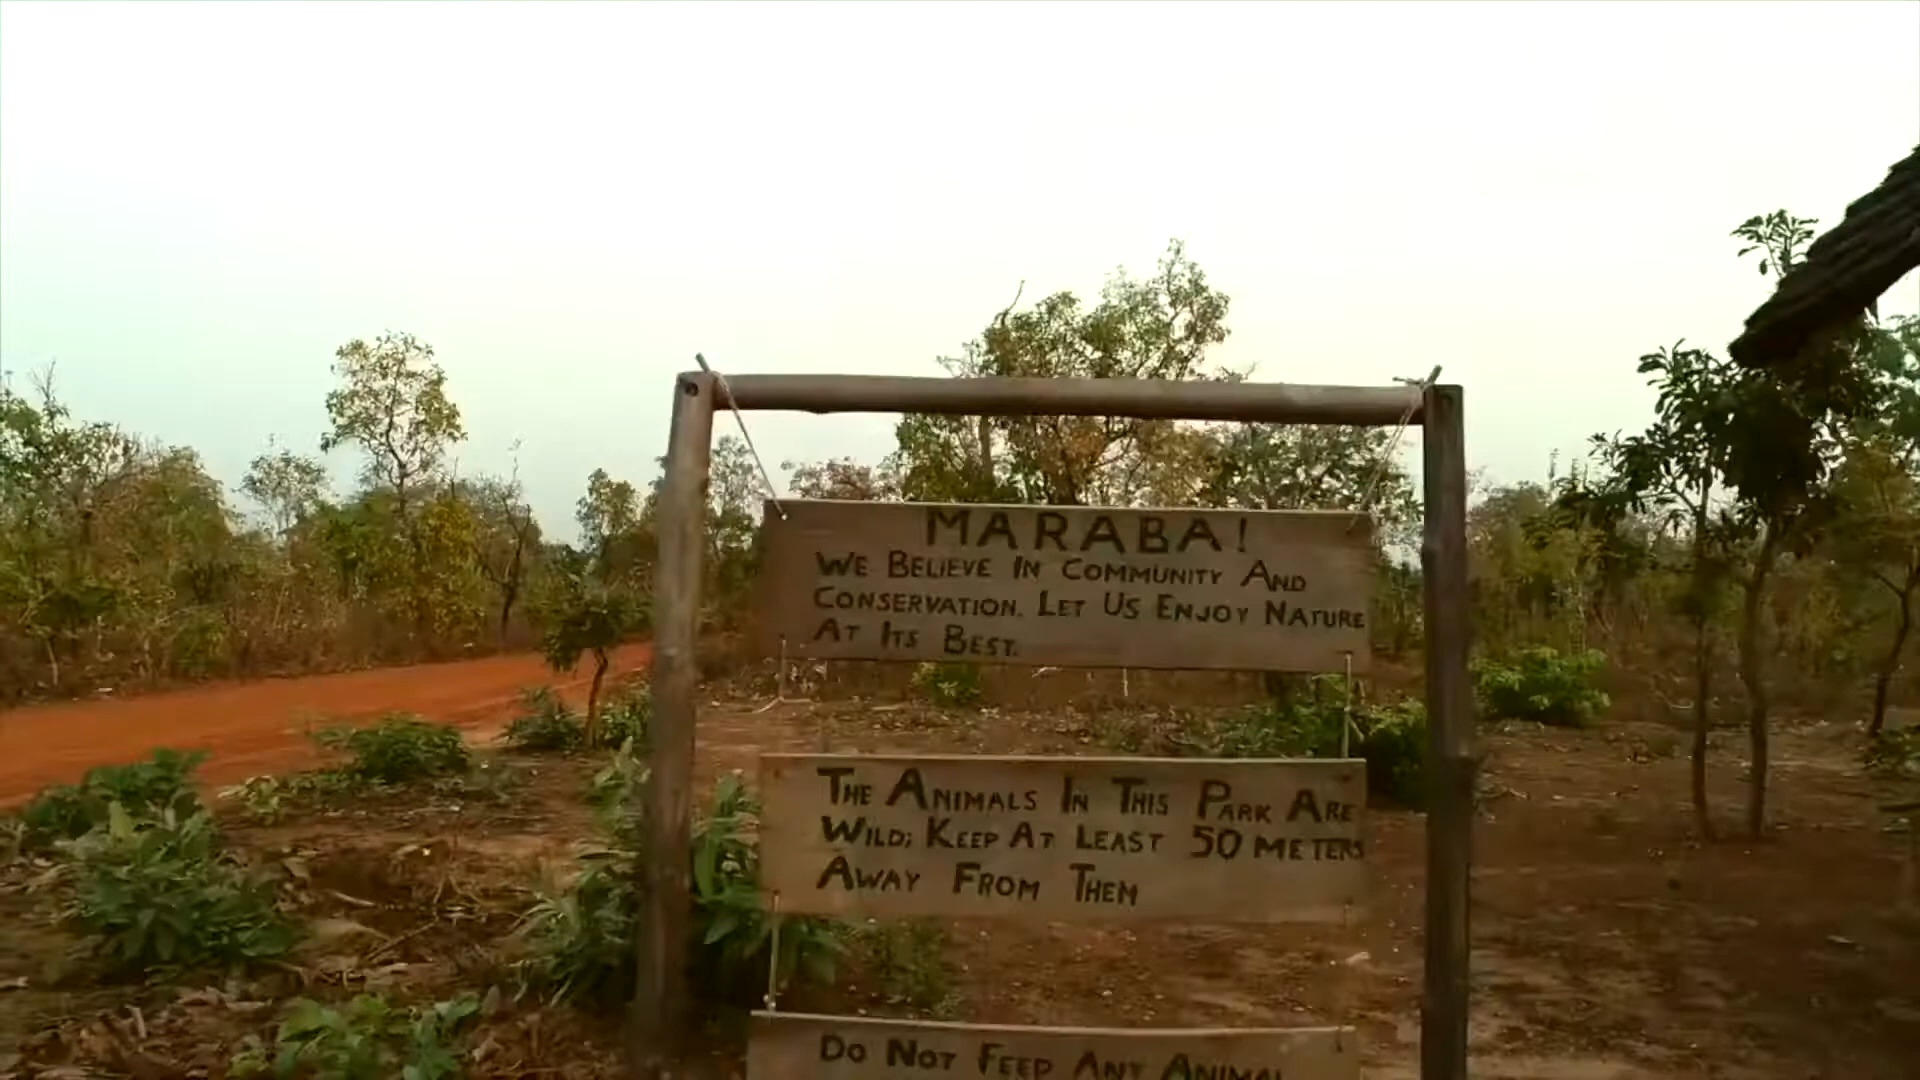 MARABA!
WE BELIEVE IN COMMUNITY AND
CONSERVATION. LET US ENJOY NATURE
AT ITS BEST.
THE ANIMALS IN THIS PARK ARE
WILD; KEEP AT LEAST 50 METERS
AWAY FROM THEM
DO NOT FEED ANY ANIMAL